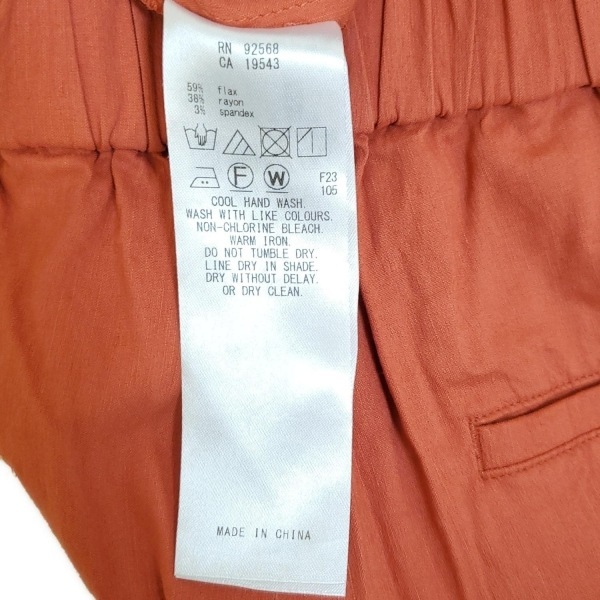 RN 92568
CA 19543
59% flax
38% rayon
3% spandex
F W F23
105
COOL HAND WASH.
WASH WITH LIKE COLOURS.
NON-CHLORINE BLEACH.
WARM IRON.
DO NOT TUMBLE DRY.
LINE DRY IN SHADE.
DRY WITHOUT DELAY.
OR DRY CLEAN.
MADE IN CHINA